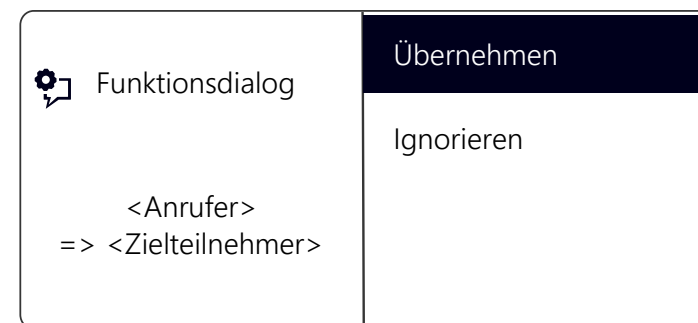 Funktionsdialog
<Anrufer>
=> <Zielteilnehmer>
Übernehmen
Ignorieren